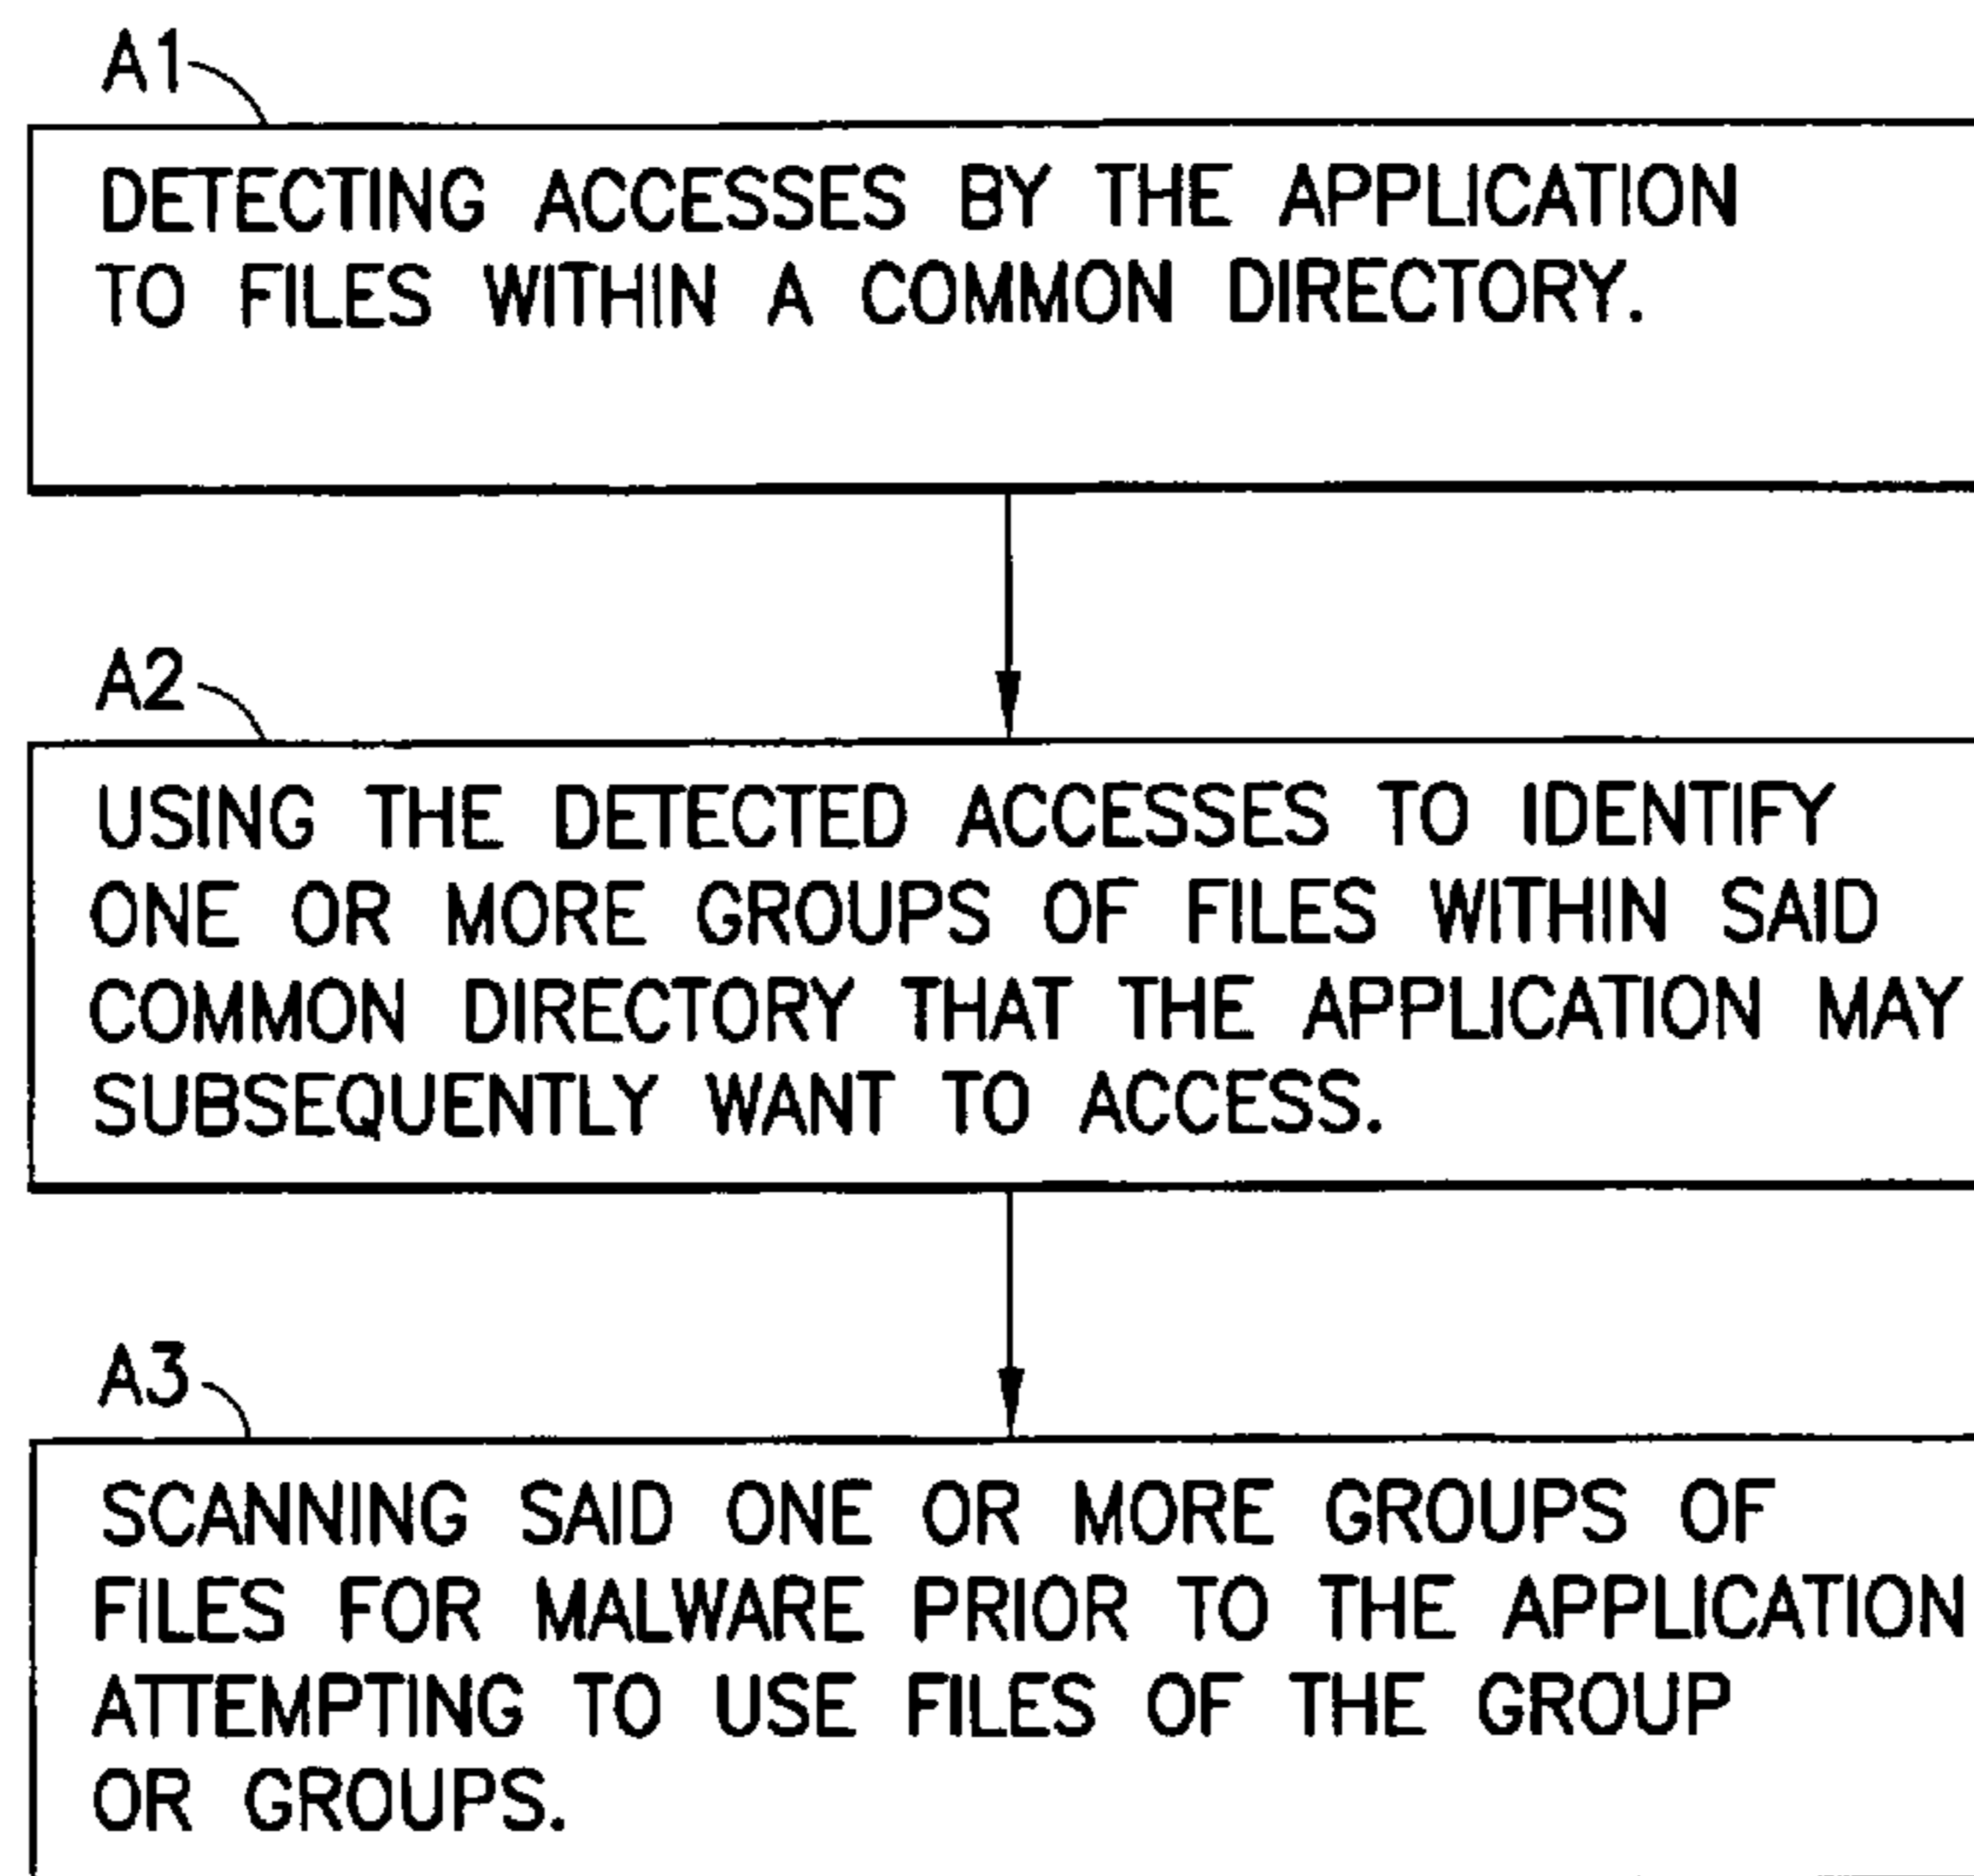 A1
DETECTING ACCESSES BY THE APPLICATION
TO FILES WITHIN A COMMON DIRECTORY.
A2
USING THE DETECTED ACCESSES TO IDENTIFY
ONE OR MORE GROUPS OF FILES WITHIN SAID
COMMON DIRECTORY THAT THE APPLICATION MAY
SUBSEQUENTLY WANT TO ACCESS.
A3
SCANNING SAID ONE OR MORE GROUPS OF
FILES FOR MALWARE PRIOR TO THE APPLICATION
ATTEMPTING TO USE FILES OF THE GROUP
OR GROUPS.